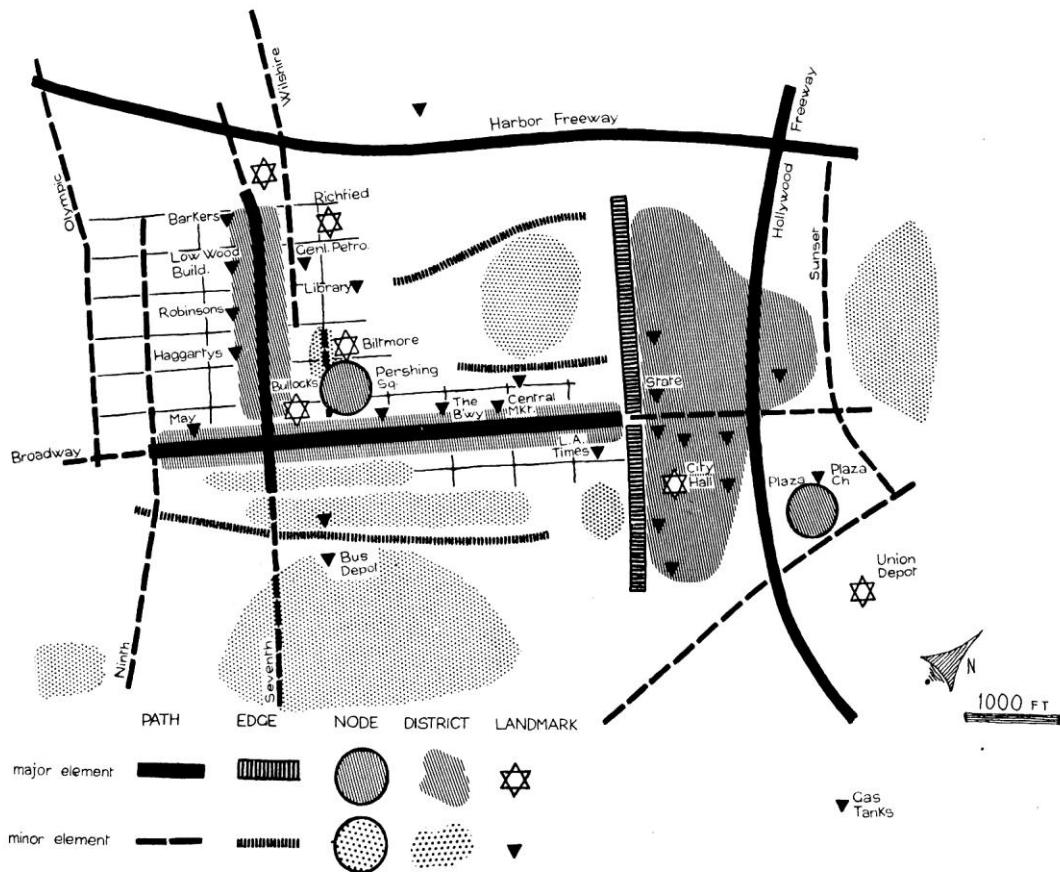 Wilshire
Harbor Freeway
Freeway
Hollywood
Olympic
Sunset
Richfied
Barkers
Genl. Petro.
Low Wood
Build.
Library
Robinsons
Haggartys
Biltmore
Bullocks
Pershing
Sq.
State
May
The
B'wy
Central
Mkt.
Broadway
L.A.
Times
City
Hall
Plaza
Plaza
Ch
Bus
Depot
Union
Depot
Ninth
Seventh
N
1000 FT
PATH EDGE NODE DISTRICT LANDMARK
major element
minor element
Gas
Tanks